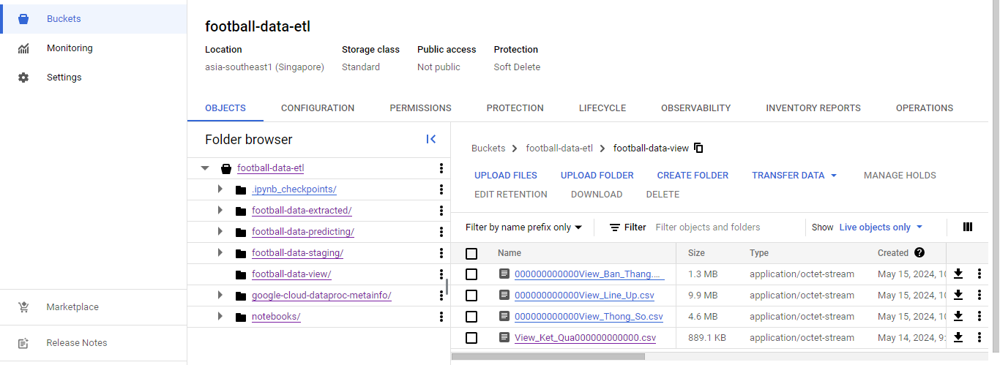 Buckets
Monitoring
Settings
Marketplace
Release Notes
football-data-etl
Location Storage class Public access Protection
asia-southeast1 (Singapore) Standard Not public Soft Delete
OBJECTS CONFIGURATION PERMISSIONS PROTECTION LIFECYCLE OBSERVABILITY INVENTORY REPORTS OPERATIONS
Folder browser
football-data-etl
.ipynb_checkpoints/
football-data-extracted/
football-data-predicting/
football-data-staging/
football-data-view/
google-cloud-dataproc-metainfo/
notebooks/
Buckets > football-data-etl > football-data-view
UPLOAD FILES UPLOAD FOLDER CREATE FOLDER TRANSFER DATA MANAGE HOLDS
EDIT RETENTION DOWNLOAD DELETE
Filter by name prefix only Filter Filter objects and folders Show Live objects only
Name Size Type Created
000000000000View_Ban_Thang.... 1.3 MB application/octet-stream May 15, 2024, 10
000000000000View_Line_Up.csv 9.9 MB application/octet-stream May 15, 2024, 10
000000000000View_Thong_So.csv 4.6 MB application/octet-stream May 15, 2024, 10
View_Ket_Qua000000000000.csv 889.1 KB application/octet-stream May 14, 2024, 9: